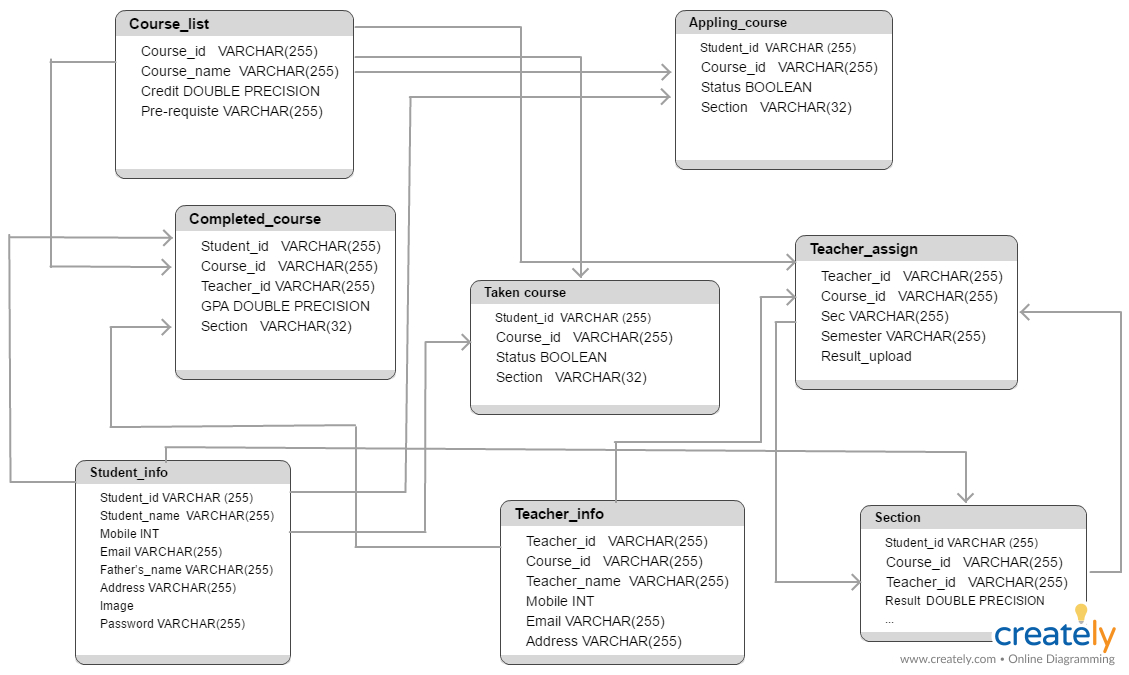 Course_list
Course_id VARCHAR(255)
Course_name VARCHAR(255)
Credit DOUBLE PRECISION
Pre-requiste VARCHAR(255)
Appling_course
Student_id VARCHAR (255)
Course_id VARCHAR(255)
Status BOOLEAN
Section VARCHAR(32)
Completed_course
Student_id VARCHAR(255)
Course_id VARCHAR(255)
Teacher_id VARCHAR(255)
GPA DOUBLE PRECISION
Section VARCHAR(32)
Taken course
Student_id VARCHAR (255)
Course_id VARCHAR(255)
Status BOOLEAN
Section VARCHAR(32)
Teacher_assign
Teacher_id VARCHAR(255)
Course_id VARCHAR(255)
Sec VARCHAR(255)
Semester VARCHAR(255)
Result_upload
Student_info
Student_id VARCHAR (255)
Student_name VARCHAR(255)
Mobile INT
Email VARCHAR(255)
Father's_name VARCHAR(255)
Address VARCHAR(255)
Image
Password VARCHAR(255)
Teacher_info
Teacher_id VARCHAR(255)
Course_id VARCHAR(255)
Teacher_name VARCHAR(255)
Mobile INT
Email VARCHAR(255)
Address VARCHAR(255)
Section
Student_id VARCHAR (255)
Course_id VARCHAR(255)
Teacher_id VARCHAR(255)
Result DOUBLE PRECISION
...
creately
www.creately.com • Online Diagramming